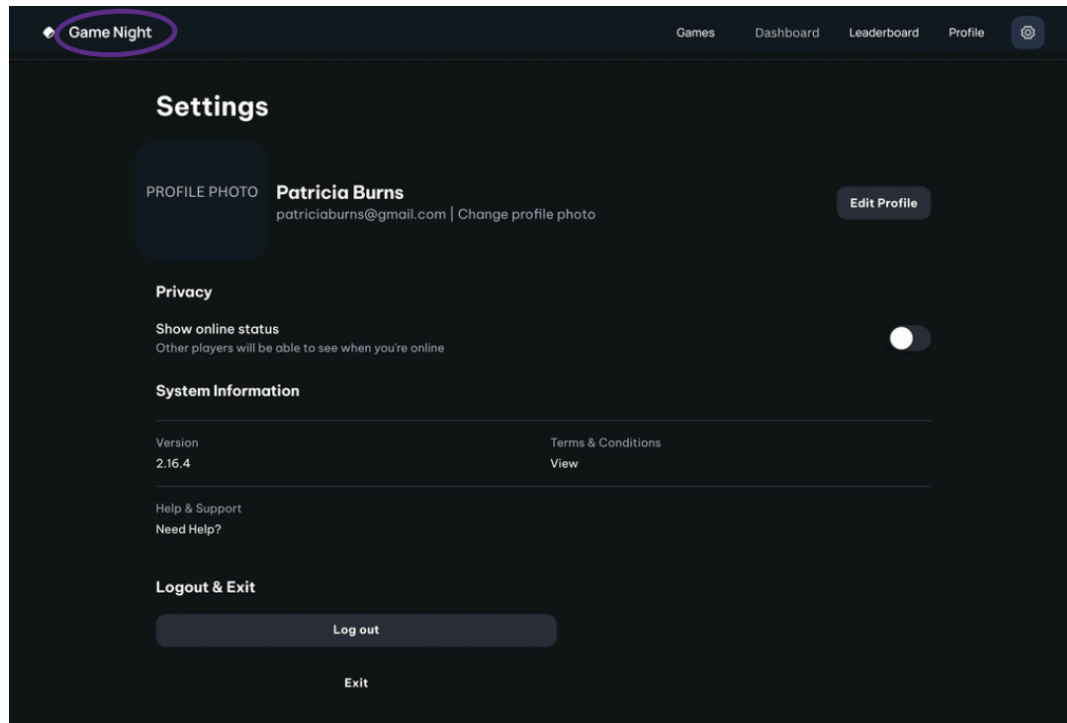 Game Night Games Dashboard Leaderboard Profile
Settings
PROFILE PHOTO
Patricia Burns
patriciaburns@gmail.com | Change profile photo
Edit Profile
Privacy
Show online status
Other players will be able to see when you're online
System Information
Version
2.16.4
Terms & Conditions
View
Help & Support
Need Help?
Logout & Exit
Log out
Exit